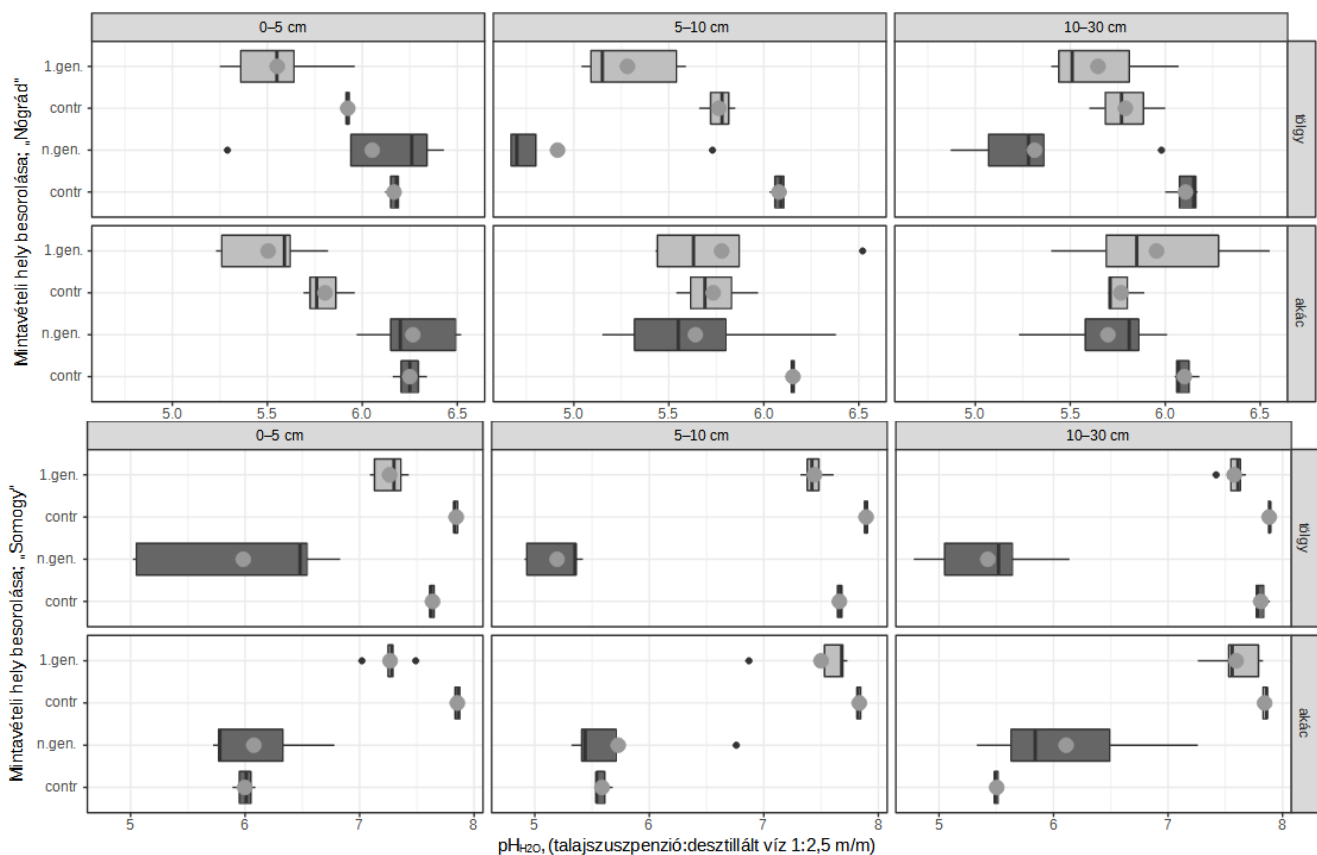 0–5 cm 5–10 cm 10–30 cm
Mintavételi hely besorolása; „Nógrád"
1.gen.
contr
n.gen.
contr
tölgy
1.gen.
contr
n.gen.
contr
akác
5.0 5.5 6.0 6.5 5.0 5.5 6.0 6.5 5.0 5.5 6.0 6.5
0–5 cm 5–10 cm 10–30 cm
Mintavételi hely besorolása; „Somogy"
1.gen.
contr
n.gen.
contr
tölgy
1.gen.
contr
n.gen.
contr
akác
5 6 7 8 5 6 7 8 5 6 7 8
pH₂O, (talajszuszpenzió:desztillált víz 1:2,5 m/m)